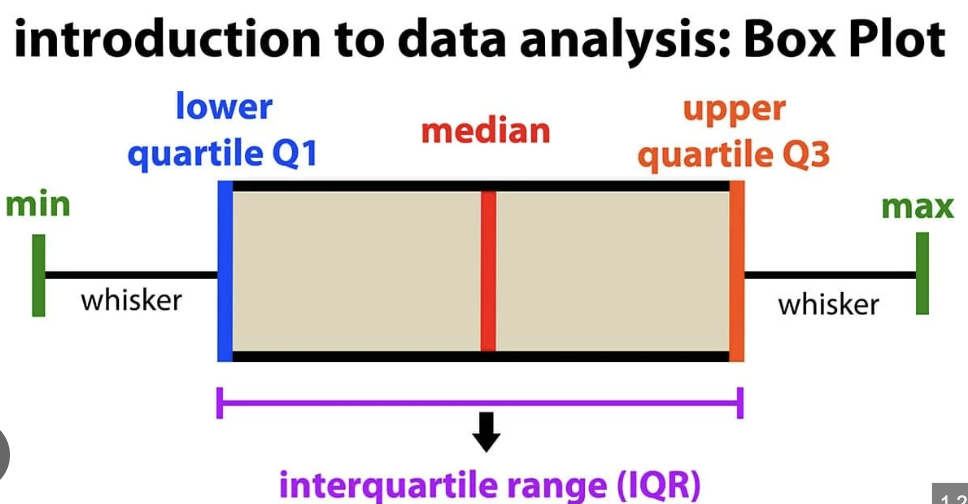 introduction to data analysis: Box Plot
lower
quartile Q1
median
upper
quartile Q3
min
max
whisker
whisker
interquartile range (IQR)